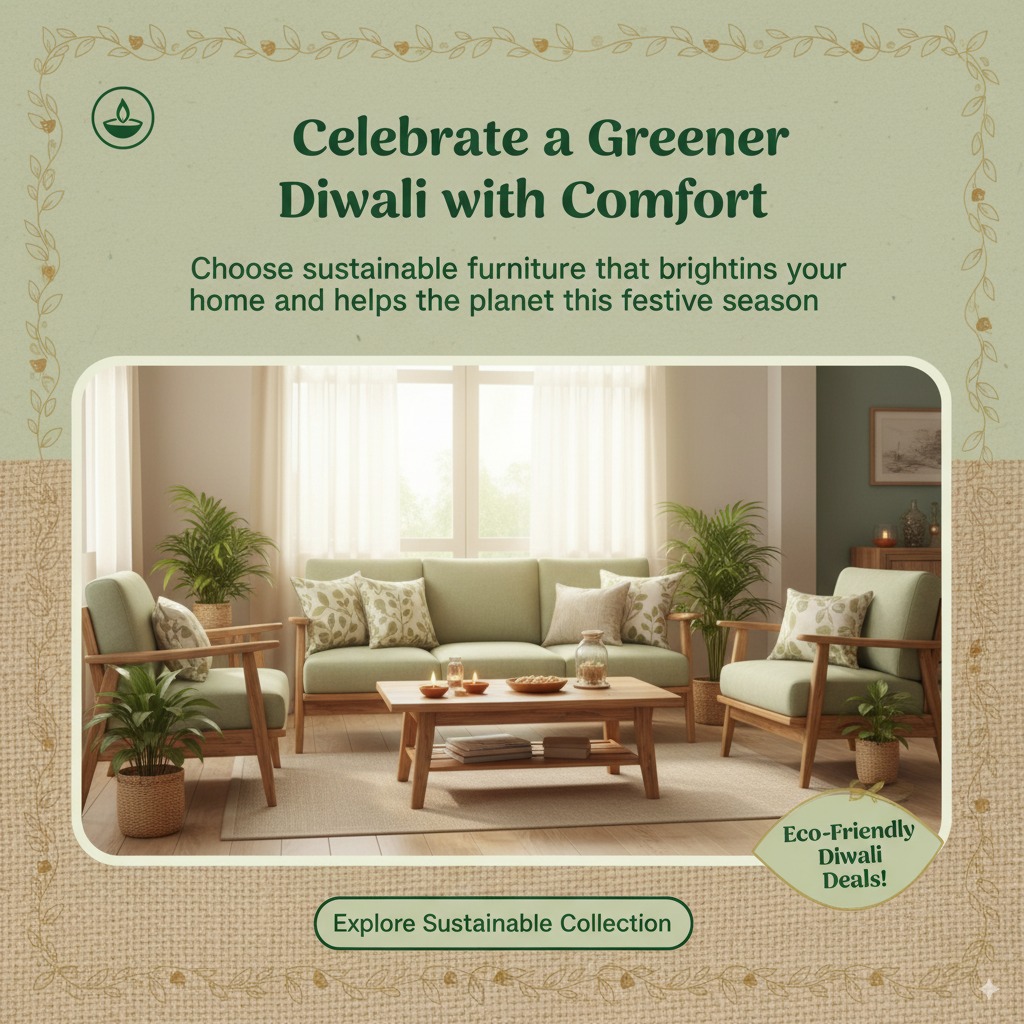 Celebrate a Greener
Diwali with Comfort
Choose sustainable furniture that brightins your
home and helps the planet this festive season
Eco-Friendly
Diwali
Deals!
Explore Sustainable Collection